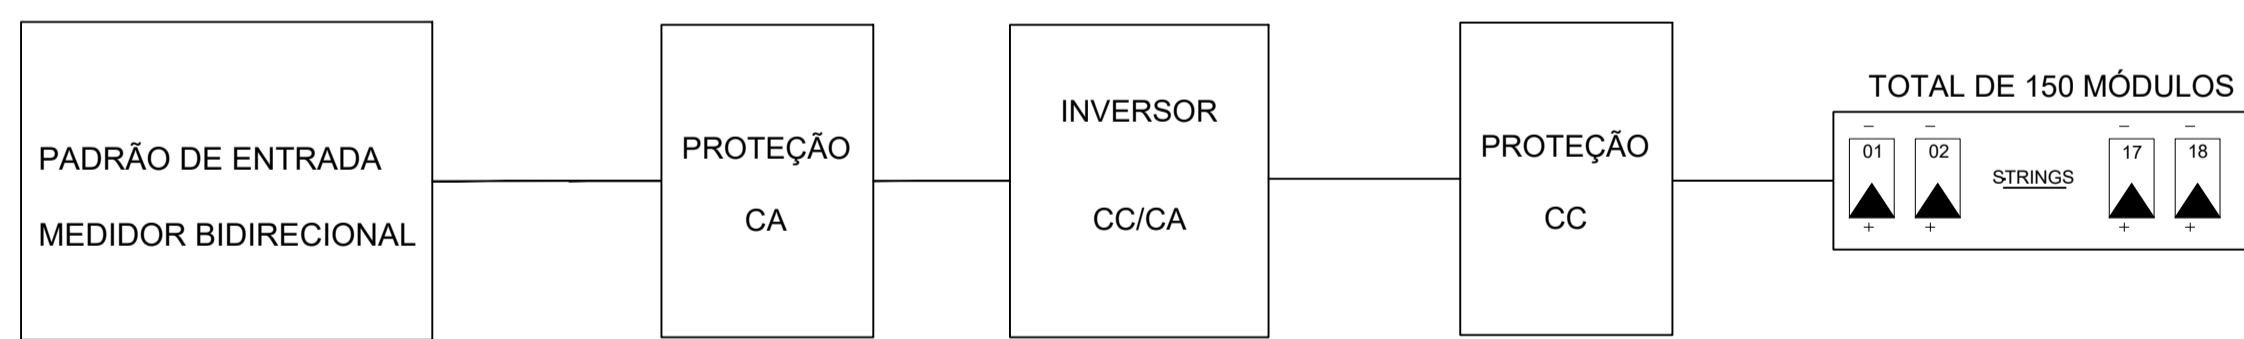 PADRÃO DE ENTRADA
MEDIDOR BIDIRECIONAL
PROTEÇÃO
CA
INVERSOR
CC/CA
PROTEÇÃO
CC
TOTAL DE 150 MÓDULOS
– – – –
01 02 STRINGS 17 18
+ + + +